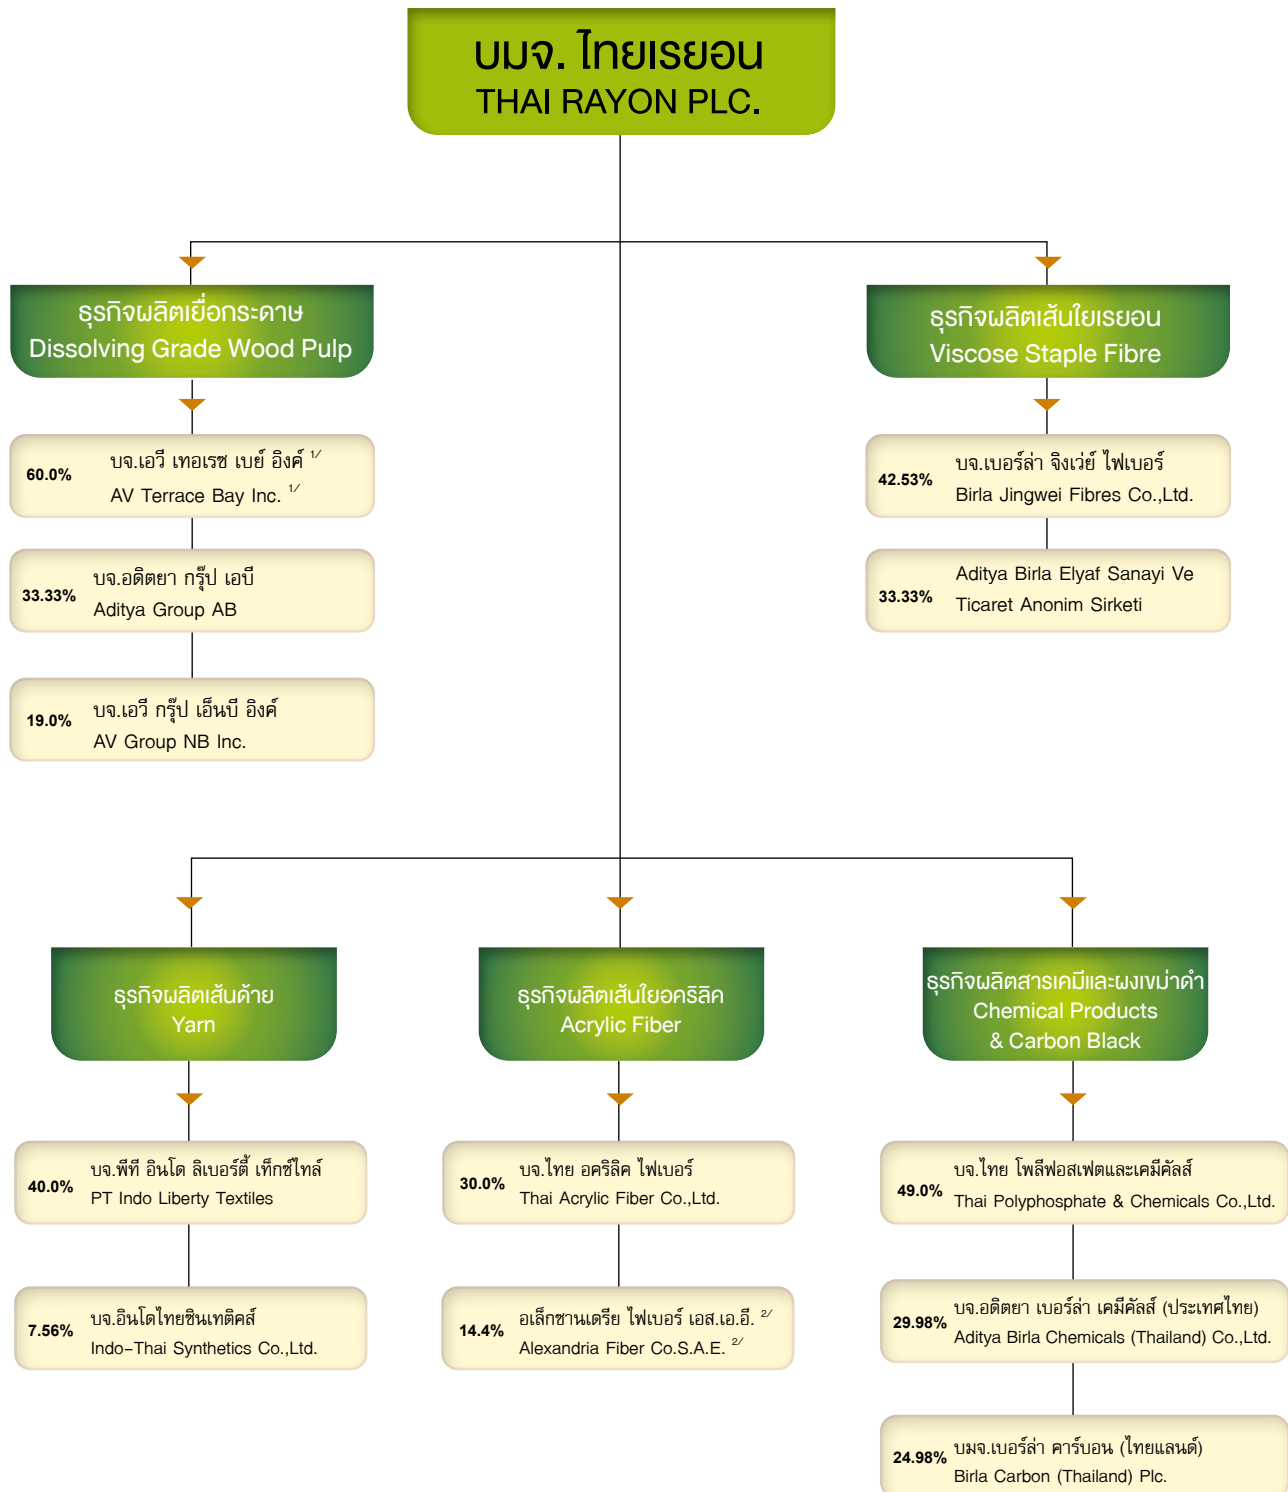 บมจ. ไทยเรยอน
THAI RAYON PLC.
ธุรกิจผลิตเยื่อกระดาษ
Dissolving Grade Wood Pulp
60.0%
บจ.เอวี เทอเรซ เบย์ อิงค์ 1/
AV Terrace Bay Inc. 1/
33.33%
บจ.อดิตยา กรุ๊ป เอบี
Aditya Group AB
19.0%
บจ.เอวี กรุ๊ป เอ็นบี อิงค์
AV Group NB Inc.
ธุรกิจผลิตเส้นใยเรยอน
Viscose Staple Fibre
42.53%
บจ.เบอร์ล่า จิงเว่ย์ ไฟเบอร์
Birla Jingwei Fibres Co.,Ltd.
33.33%
Aditya Birla Elyaf Sanayi Ve
Ticaret Anonim Sirketi
ธุรกิจผลิตเส้นด้าย
Yarn
40.0%
บจ.พีที อินโด ลิเบอร์ตี้ เท็กซ์ไทล์
PT Indo Liberty Textiles
7.56%
บจ.อินโดไทยซินเทติคส์
Indo-Thai Synthetics Co.,Ltd.
ธุรกิจผลิตเส้นใยอคริลิค
Acrylic Fiber
30.0%
บจ.ไทย อคริลิค ไฟเบอร์
Thai Acrylic Fiber Co.,Ltd.
14.4%
อเล็กซานเดรีย ไฟเบอร์ เอส.เอ.อี. 2/
Alexandria Fiber Co.S.A.E. 2/
ธุรกิจผลิตสารเคมีและผงเขม่าดำ
Chemical Products
& Carbon Black
49.0%
บจ.ไทย โพลีฟอสเฟตและเคมีคัลส์
Thai Polyphosphate & Chemicals Co.,Ltd.
29.98%
บจ.อดิตยา เบอร์ล่า เคมีคัลส์ (ประเทศไทย)
Aditya Birla Chemicals (Thailand) Co.,Ltd.
24.98%
บมจ.เบอร์ล่า คาร์บอน (ไทยแลนด์)
Birla Carbon (Thailand) Plc.